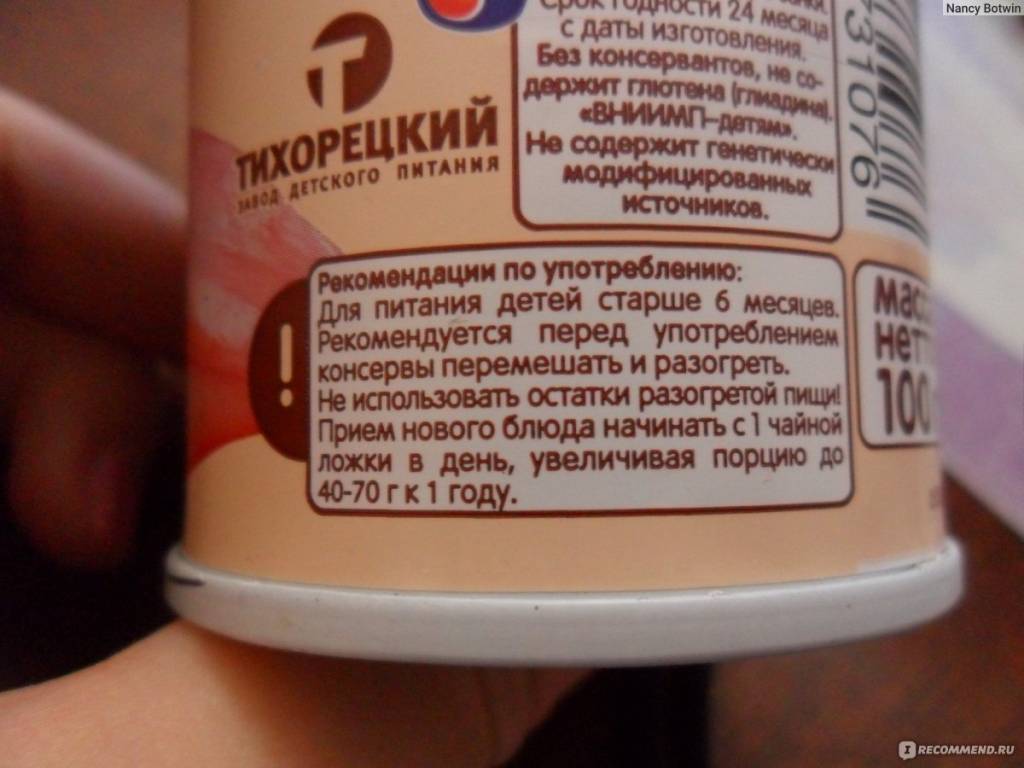 Nancy Botwin
Срок годности 24 месяца
с даты изготовления.
Без консервантов, не со-
держит глютена (глиадина).
«ВНИИМП-детям».
Не содержит генетически
модифицированных
источников.
731076
Т
ТИХОРЕЦКИЙ
ЗАВОД ДЕТСКОГО ПИТАНИЯ
!
Рекомендации по употреблению:
Для питания детей старше 6 месяцев.
Рекомендуется перед употреблением
консервы перемешать и разогреть.
Не использовать остатки разогретой пищи!
Прием нового блюда начинать с 1 чайной
ложки в день, увеличивая порцию до
40-70 г к 1 году.
Масс
нетт
100
RECOMMEND.RU